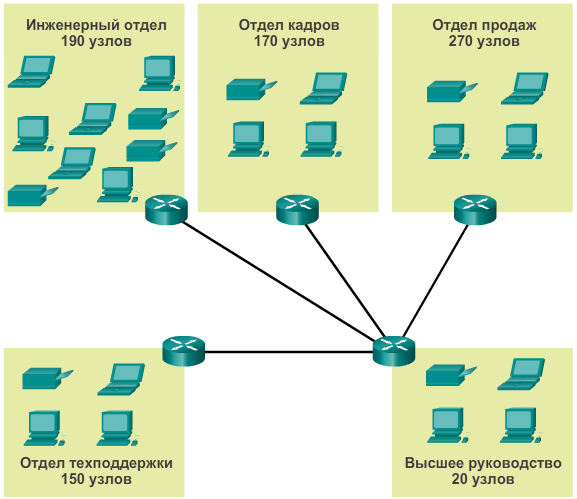 Инженерный отдел
190 узлов
Отдел кадров
170 узлов
Отдел продаж
270 узлов
Отдел техподдержки
150 узлов
Высшее руководство
20 узлов